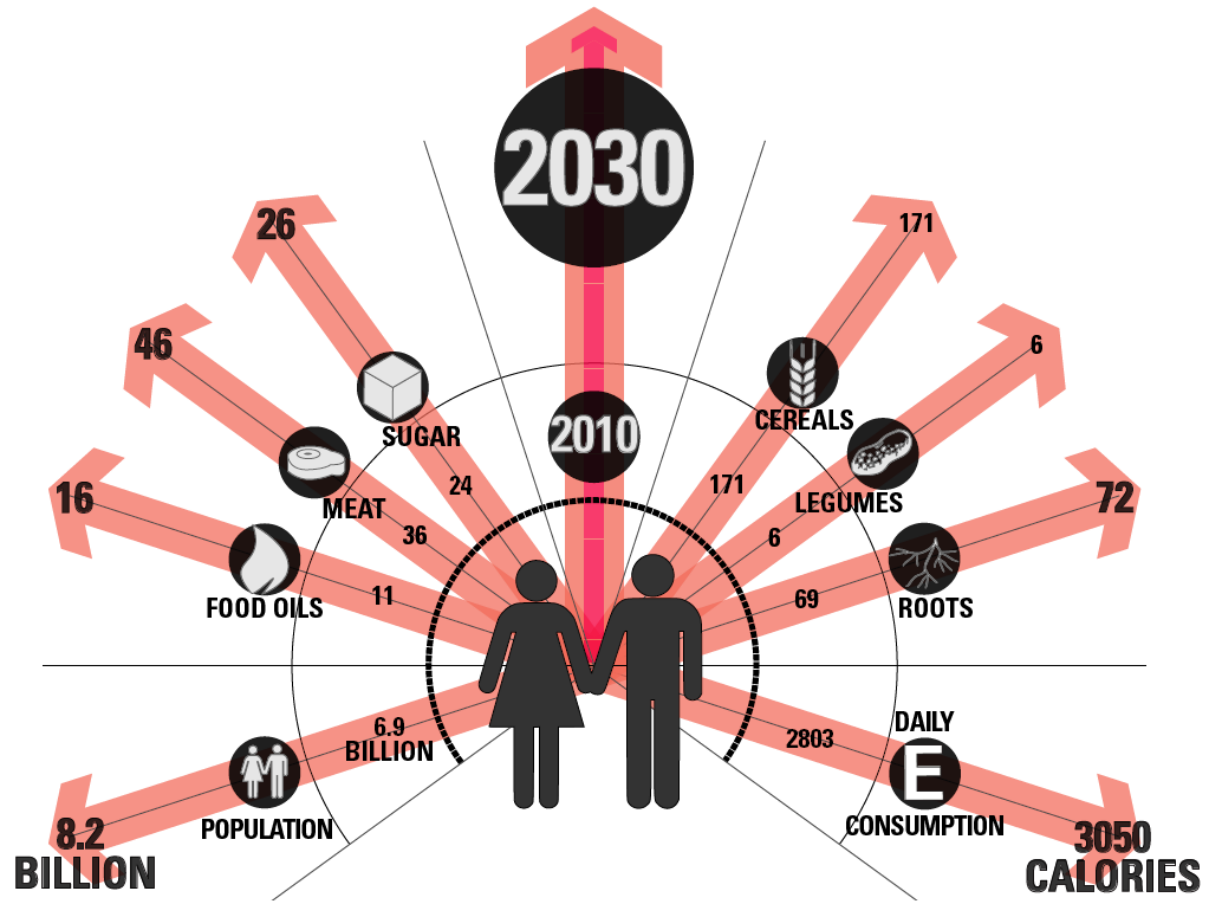 2030
26
171
46
6
SUGAR
CEREALS
2010
16
MEAT
24
171
LEGUMES
72
36
6
FOOD OILS
11
69
ROOTS
6.9
BILLION
2803
DAILY
E
CONSUMPTION
POPULATION
8.2
BILLION
3050
CALORIES